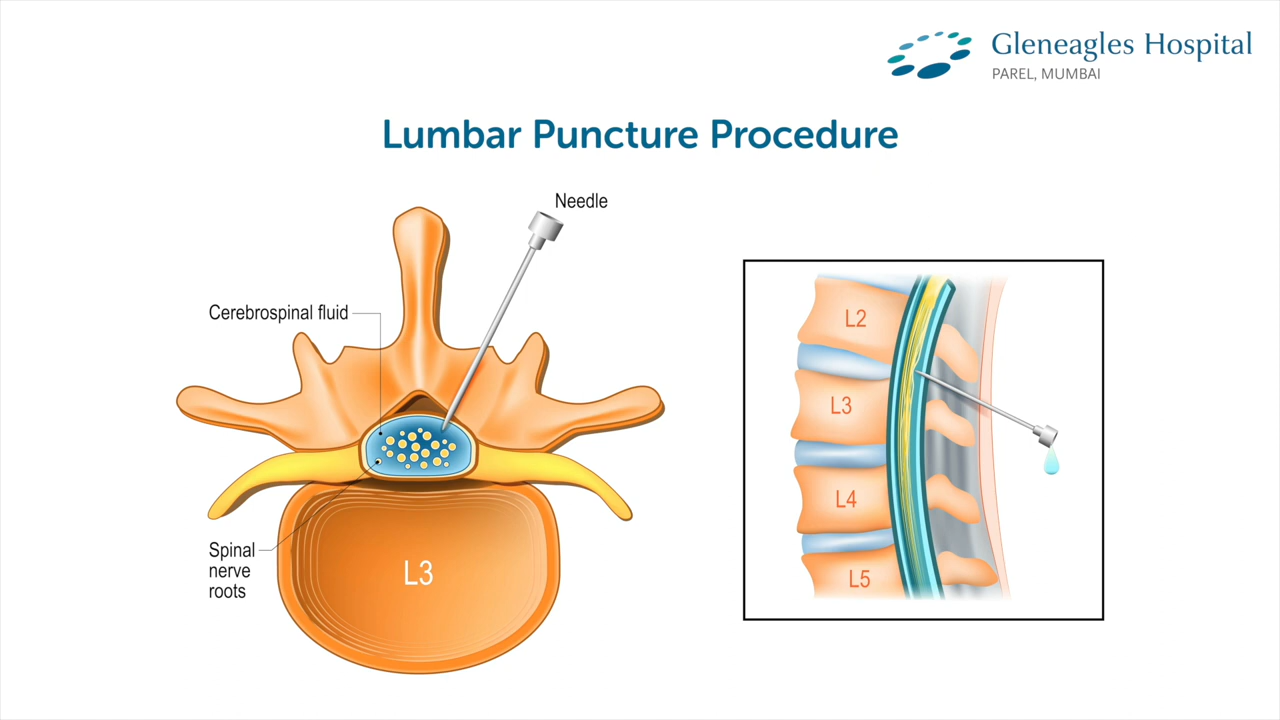 Gleneagles Hospital
PAREL, MUMBAI
Lumbar Puncture Procedure
Needle
Cerebrospinal fluid
Spinal
nerve
roots
L3
L2
L3
L4
L5